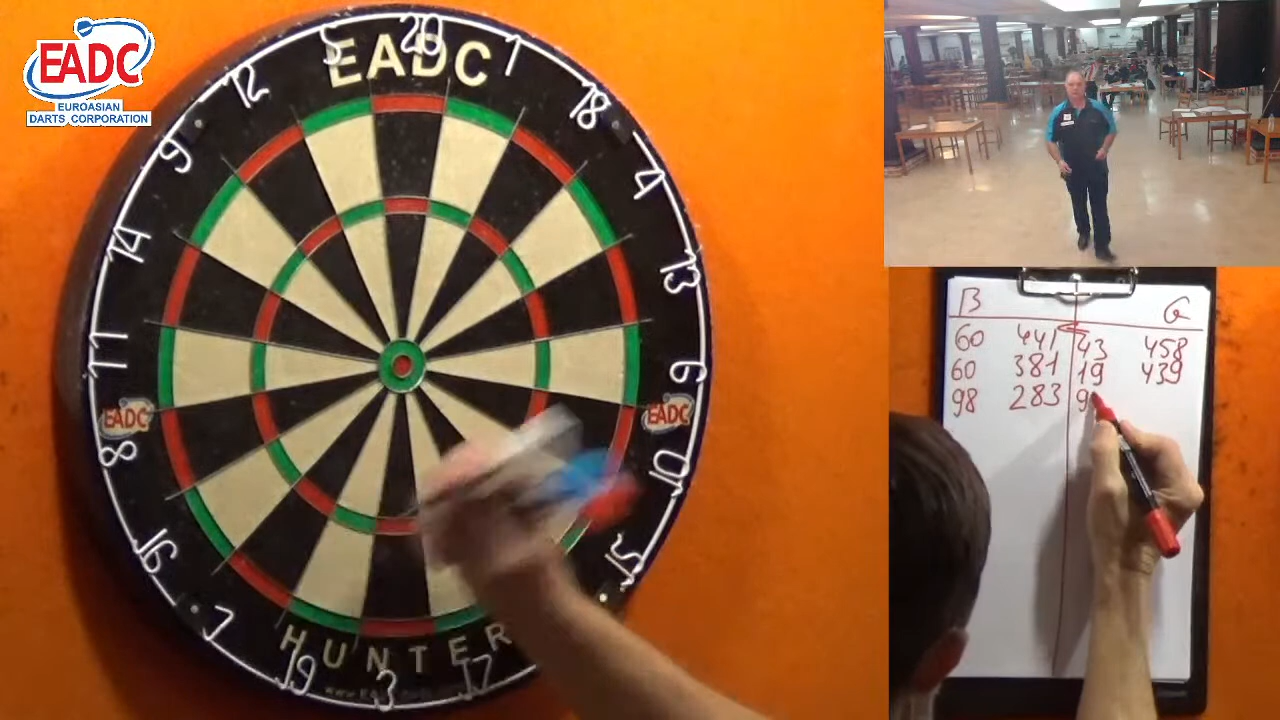 EADC
EUROASIAN
DARTS CORPORATION
5 20 1
EADC
12 18
9 4
14 13
11 6
EADC EADC
8 10
16 15
7
HUNTER
19 3 17
B G
60 441 43 458
60 381 19 439
98 283 9